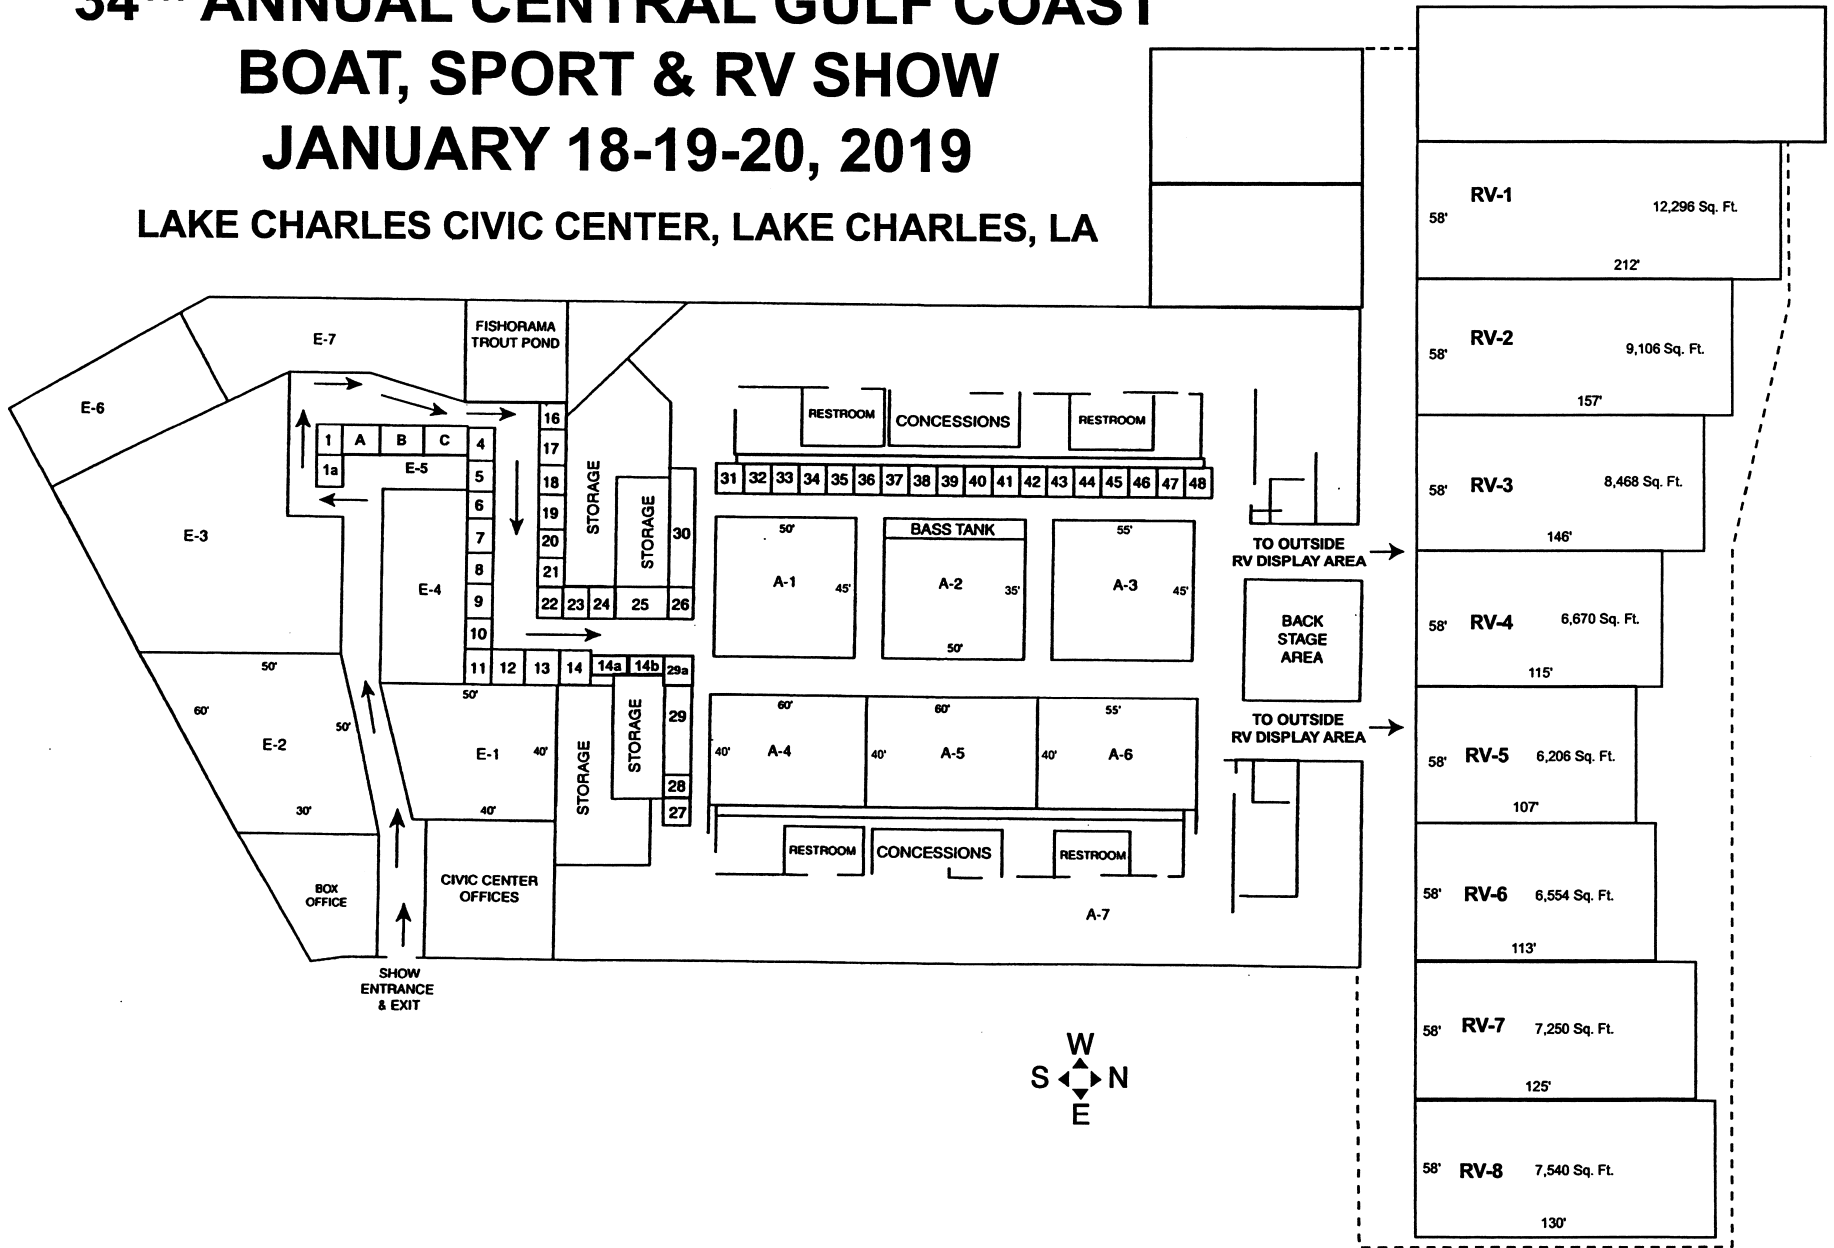 34TH ANNUAL CENTRAL GULF COAST
BOAT, SPORT & RV SHOW
JANUARY 18-19-20, 2019
LAKE CHARLES CIVIC CENTER, LAKE CHARLES, LA
RV-1
12,296 Sq. Ft.
58'
212'
RV-2
9,106 Sq. Ft.
58'
157'
RV-3
8,468 Sq. Ft.
58'
146'
RV-4
6,670 Sq. Ft.
58'
115'
RV-5
6,206 Sq. Ft.
58'
107'
RV-6
6,554 Sq. Ft.
58'
113'
RV-7
7,250 Sq. Ft.
58'
125'
RV-8
7,540 Sq. Ft.
58'
130'
E-7
FISHORAMA
TROUT POND
E-6
1
A
B
C
4
1a
E-5
5
6
7
8
9
10
11
12
13
14
14a
14b
29a
16
17
18
19
20
21
22
23
24
25
26
STORAGE
STORAGE
30
E-3
E-4
50'
60'
50'
E-2
30'
50'
E-1
40'
40'
STORAGE
STORAGE
29
28
27
BOX
OFFICE
CIVIC CENTER
OFFICES
SHOW
ENTRANCE
& EXIT
RESTROOM
CONCESSIONS
RESTROOM
31
32
33
34
35
36
37
38
39
40
41
42
43
44
45
46
47
48
50'
A-1
45'
BASS TANK
A-2
35'
50'
55'
A-3
45'
60'
40'
A-4
60'
40'
A-5
55'
40'
A-6
RESTROOM
CONCESSIONS
RESTROOM
A-7
TO OUTSIDE
RV DISPLAY AREA
BACK
STAGE
AREA
TO OUTSIDE
RV DISPLAY AREA
W
S
N
E